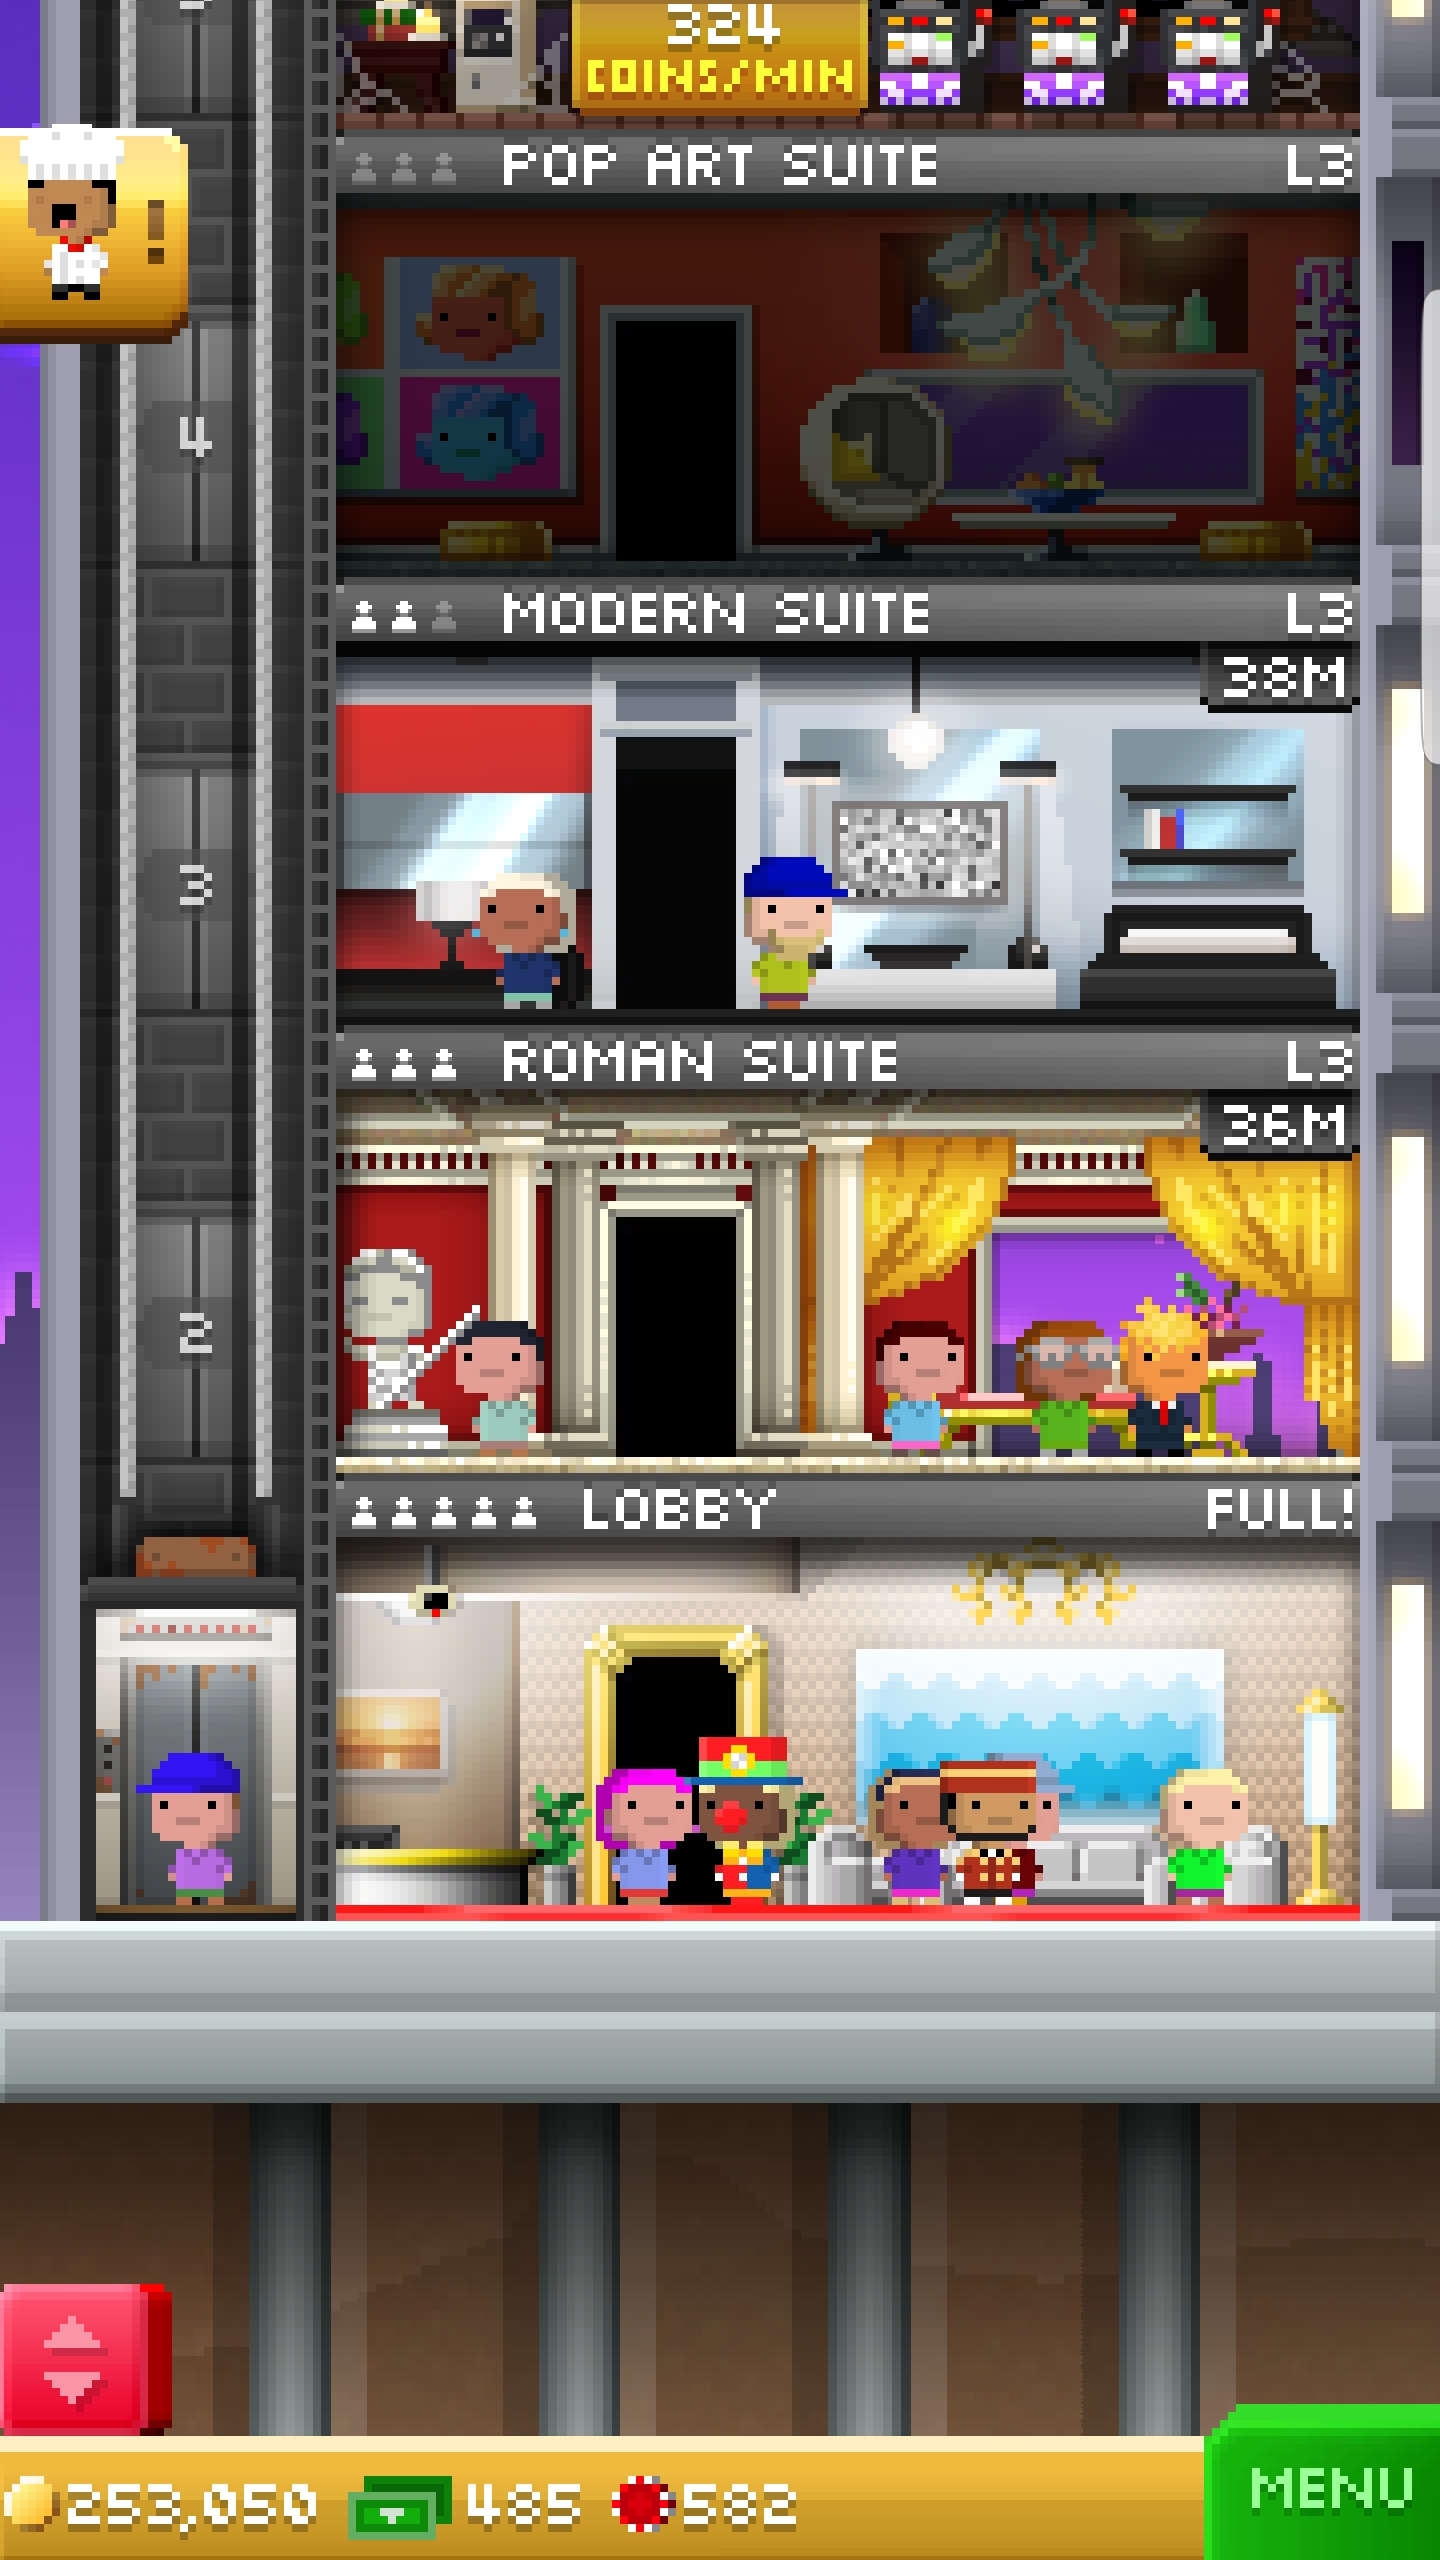 324
COINS/MIN
POP ART SUITE L3
!
4
MODERN SUITE L3
38M
3
ROMAN SUITE L3
36M
2
LOBBY FULL!
253,050 485 582
MENU